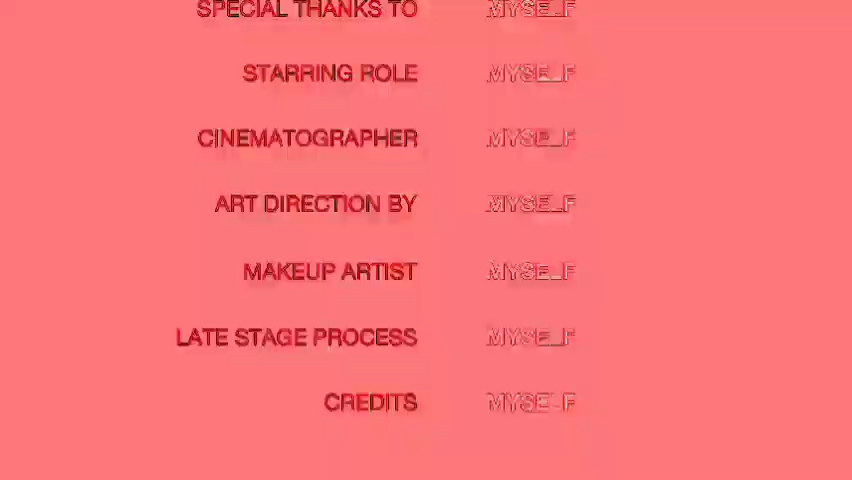 SPECIAL THANKS TO MYSELF
STARRING ROLE MYSELF
CINEMATOGRAPHER MYSELF
ART DIRECTION BY MYSELF
MAKEUP ARTIST MYSELF
LATE STAGE PROCESS MYSELF
CREDITS MYSELF